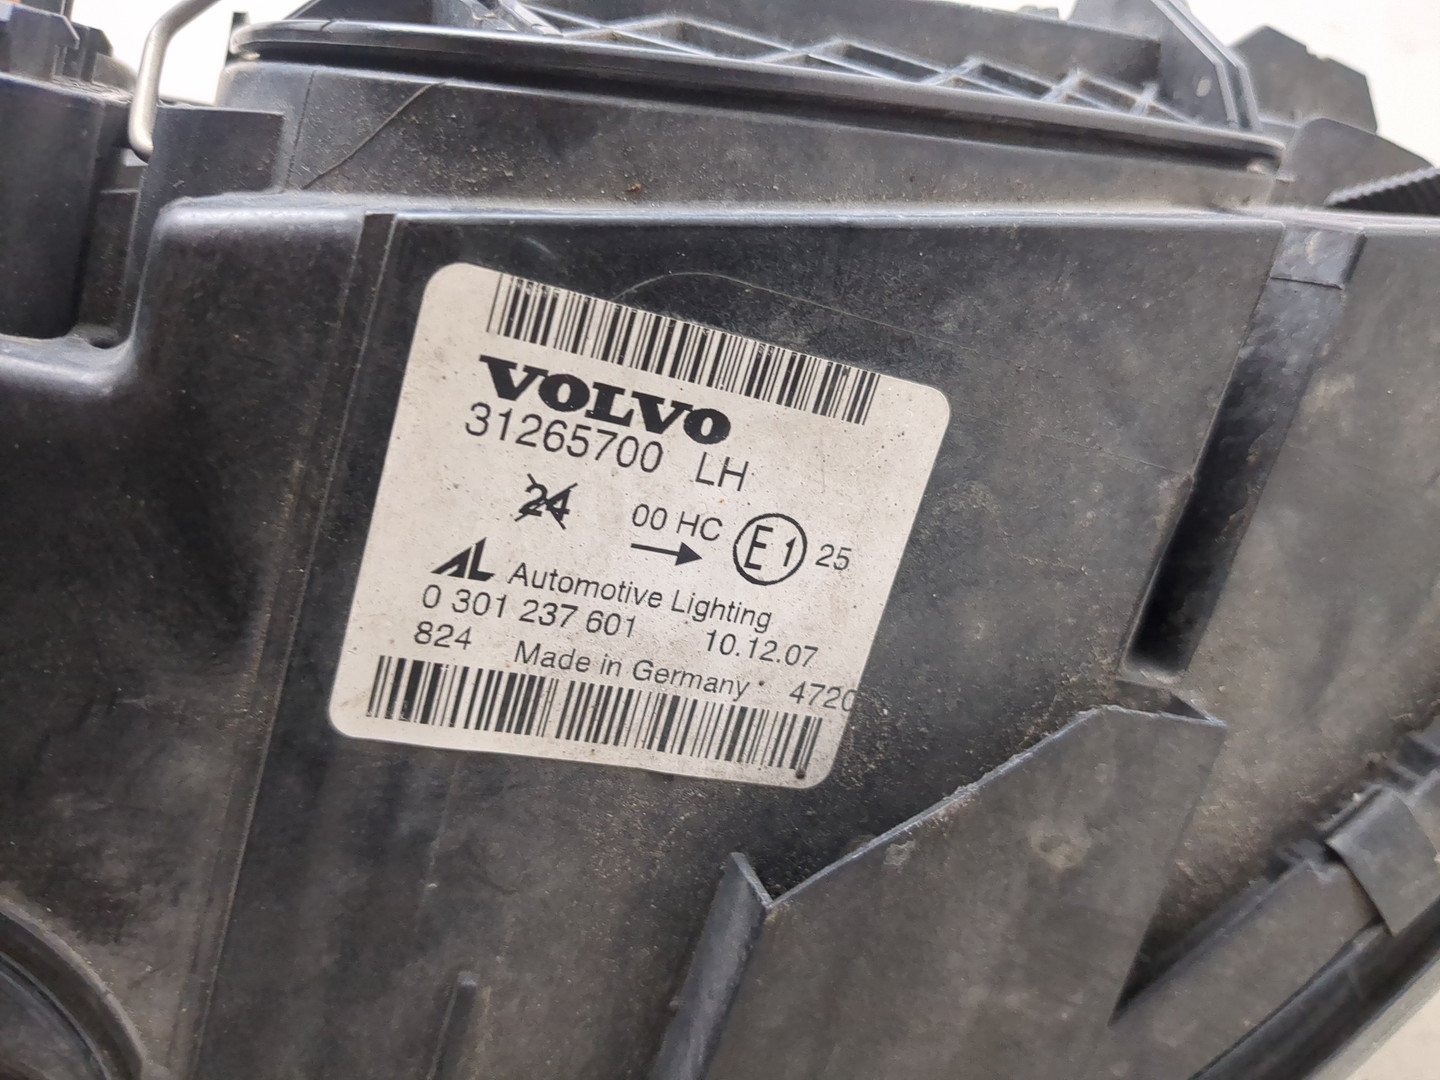 VOLVO
31265700 LH
24 00 HC E1 25
AL Automotive Lighting
0 301 237 601 10.12.07
824 Made in Germany 4720